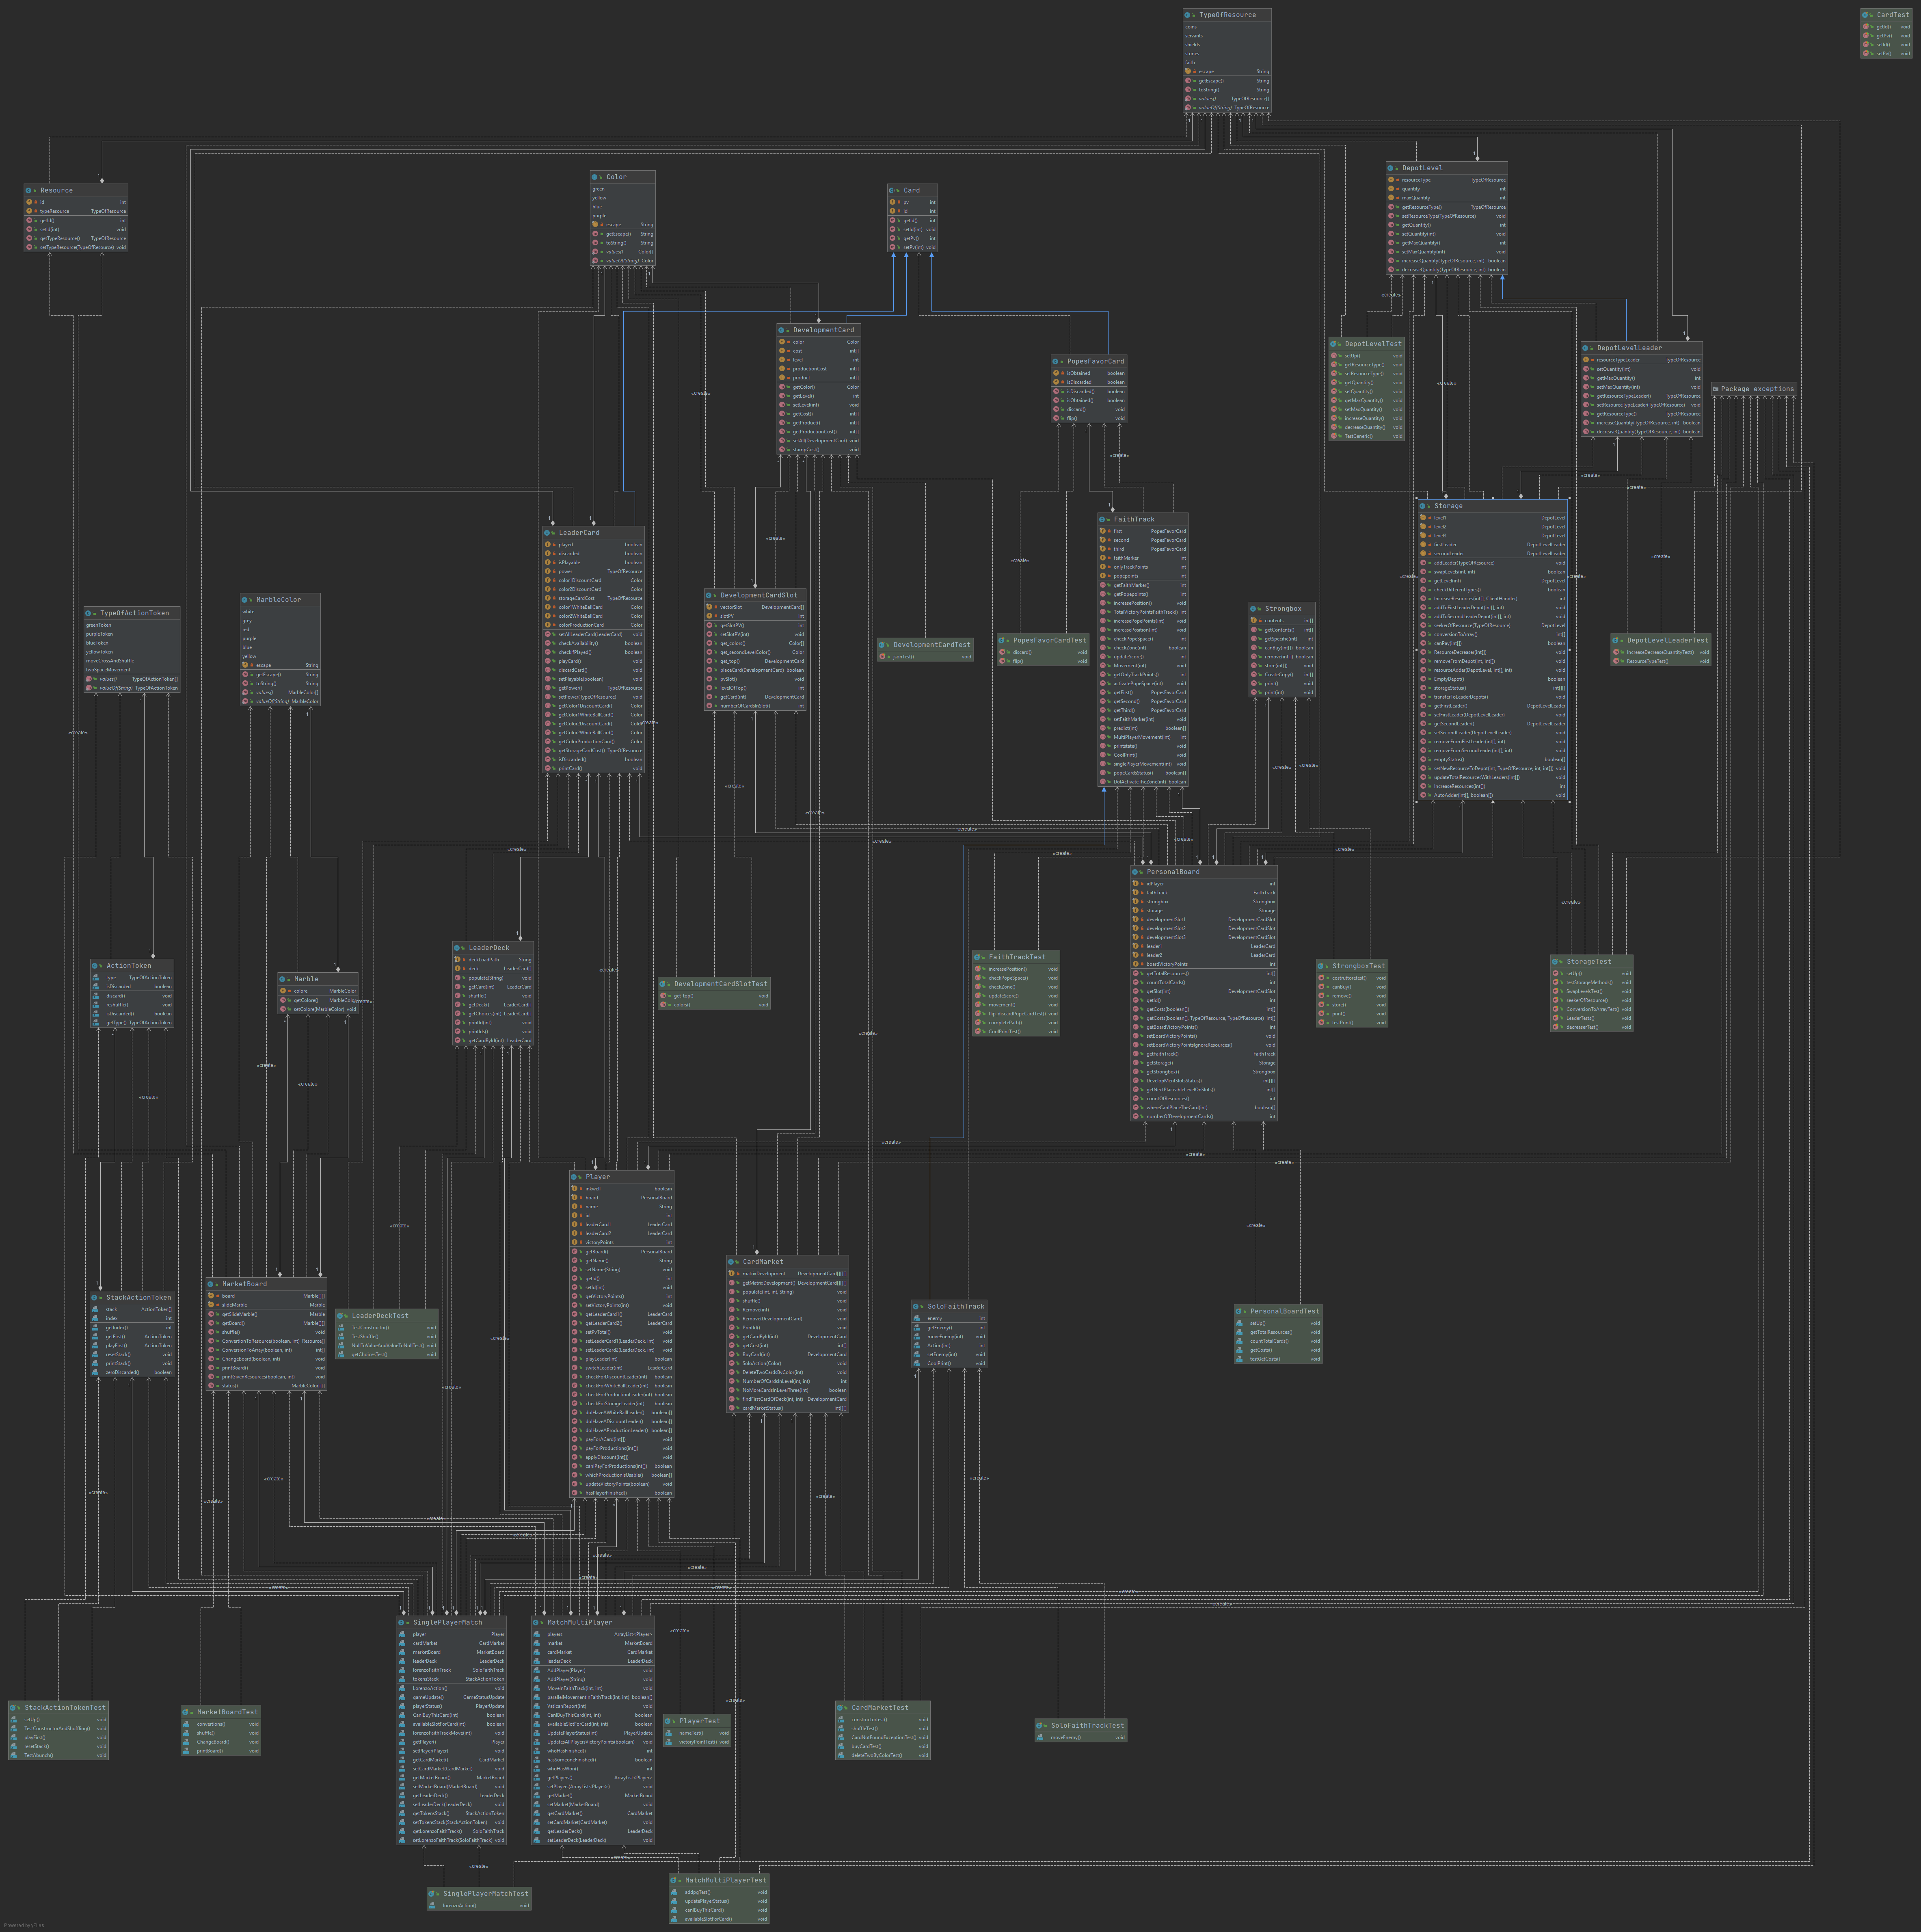 TypeOfResource
coins
servants
shields
stones
faith
escape String
getEscape() String
toString() String
values() TypeOfResource[]
valueOf(String) TypeOfResource
CardTest
getId() void
getPv() void
setId() void
setPv() void
Resource
id int
typeResource TypeOfResource
getId() int
setId(int) void
getTypeResource() TypeOfResource
setTypeResource(TypeOfResource) void
Color
green
yellow
blue
purple
escape String
getEscape() String
toString() String
values() Color[]
valueOf(String) Color
Card
pv int
id int
getId() int
setId(int) void
getPv() int
setPv(int) void
DepotLevel
resourceType TypeOfResource
quantity int
maxQuantity int
getResourceType() TypeOfResource
setResourceType(TypeOfResource) void
getQuantity() int
setQuantity(int) void
getMaxQuantity() int
setMaxQuantity(int) void
increaseQuantity(TypeOfResource, int) boolean
decreaseQuantity(TypeOfResource, int) boolean
DevelopmentCard
color Color
cost int[]
level int
productionCost int[]
product int[]
getColor() Color
getLevel() int
setLevel(int) void
getCost() int[]
getProduct() int[]
getProductionCost() int[]
setAll(DevelopmentCard) void
stampCost() void
PopesFavorCard
isObtained boolean
isDiscarded boolean
isDiscarded() boolean
isObtained() boolean
discard() void
flip() void
DepotLevelTest
setUp() void
getResourceType() void
setResourceType() void
getQuantity() void
setQuantity() void
getMaxQuantity() void
setMaxQuantity() void
increaseQuantity() void
decreaseQuantity() void
TestGeneric() void
DepotLevelLeader
resourceTypeLeader TypeOfResource
setQuantity(int) void
getMaxQuantity() int
setMaxQuantity(int) void
getResourceTypeLeader() TypeOfResource
setResourceTypeLeader(TypeOfResource) void
getResourceType() TypeOfResource
increaseQuantity(TypeOfResource, int) boolean
decreaseQuantity(TypeOfResource, int) boolean
Package exceptions
LeaderCard
played boolean
discarded boolean
isPlayable boolean
power TypeOfResource
color1DiscountCard Color
color2DiscountCard Color
storageCardCost TypeOfResource
color1WhiteBallCard Color
color2WhiteBallCard Color
colorProductionCard Color
setAllLeaderCard(LeaderCard) void
checkAvailability() boolean
checkIfPlayed() boolean
playCard() void
discardCard() void
setPlayable(boolean) void
getPower() TypeOfResource
setPower(TypeOfResource) void
getColor1DiscountCard() Color
getColor1WhiteBallCard() Color
getColor2DiscountCard() Color
getColor2WhiteBallCard() Color
getColorProductionCard() Color
getStorageCardCost() TypeOfResource
isDiscarded() boolean
printCard() void
DevelopmentCardSlot
vectorSlot DevelopmentCard[]
slotPV int
getSlotPV() int
setSlotPV(int) void
get_colors() Color[]
get_secondLevelColor() Color
get_top() DevelopmentCard
placeCard(DevelopmentCard) boolean
pvSlot() void
levelOfTop() int
getCard(int) DevelopmentCard
numberOfCardInSlot() int
FaithTrack
first PopesFavorCard
second PopesFavorCard
third PopesFavorCard
faithMarker int
onlyTrackPoints int
popepoints int
getFaithMarker() int
getPopepoints() int
increasePosition() void
TotalVictoryPointsFaithTrack() int
increasePopePoints(int) void
increasePosition(int) void
checkPopeSpace() int
checkZone(int) boolean
updateScore() int
Movement(int) void
getOnlyTrackPoints() int
activatePopeSpace(int) void
getFirst() PopesFavorCard
getSecond() PopesFavorCard
getThird() PopesFavorCard
setFaithMarker(int) void
predict(int) boolean[]
MultiPlayerMovement(int) int
printdata() void
CoolPrint() void
singlePlayerMovement(int) void
popeCardsStatus() boolean[]
DoIActivateTheZone(int) boolean
Storage
level1 DepotLevel
level2 DepotLevel
level3 DepotLevel
firstLeader DepotLevelLeader
secondLeader DepotLevelLeader
addLeader(TypeOfResource) void
swapLevels(int, int) boolean
getLevel(int) DepotLevel
checkDifferentTypes() boolean
IncreaseResources(int[], ClientHandler) int
addToFirstLeaderDepot(int[], int) void
addToSecondLeaderDepot(int[], int) void
seekerOfResource(TypeOfResource) DepotLevel
conversionToArray() int[]
canPay(int[]) boolean
ResourceDecreaser(int[]) void
removeFromDepot(int, int[]) void
resourceAdder(DepotLevel, int[], int) void
EmptyDepot() boolean
storageStatus() int[][]
transferToLeaderDepots() void
getFirstLeader() DepotLevelLeader
setFirstLeader(DepotLevelLeader) void
getSecondLeader() DepotLevelLeader
setSecondLeader(DepotLevelLeader) void
removeFromFirstLeader(int[], int) void
removeFromSecondLeader(int[], int) void
emptyStatus() boolean[]
setNewResourceToDepot(int, TypeOfResource, int, int[]) void
updateTotalResourcesWithLeaders(int[]) void
IncreaseResources(int[]) int
AutoAdder(int[], boolean[]) void
TypeOfActionToken
greenToken
purpleToken
blueToken
yellowToken
moveCrossAndShuffle
twoSpaceMovement
values() TypeOfActionToken[]
valueOf(String) TypeOfActionToken
MarbleColor
white
grey
red
purple
blue
yellow
escape String
getEscape() String
toString() String
values() MarbleColor[]
valueOf(String) MarbleColor
DevelopmentCardTest
jsonTest() void
PopesFavorCardTest
discard() void
flip() void
Strongbox
contents int[]
getContents() int[]
getSpecific(int) int
canBuy(int[]) boolean
remove(int[]) boolean
store(int[]) void
CreateCopy() int[]
print() void
print(int) void
DepotLevelLeaderTest
IncreaseDecreaseQuantityTest() void
ResourceTypeTest() void
PersonalBoard
idPlayer int
faithTrack FaithTrack
strongbox Strongbox
storage Storage
developmentSlot1 DevelopmentCardSlot
developmentSlot2 DevelopmentCardSlot
developmentSlot3 DevelopmentCardSlot
leader1 LeaderCard
leader2 LeaderCard
boardVictoryPoints int
getTotalResources() int[]
countTotalCards() int
getSlot(int) DevelopmentCardSlot
getId() int
getCosts(boolean[]) int[]
getCosts(boolean[], TypeOfResource, TypeOfResource) int[]
getBoardVictoryPoints() int
setBoardVictoryPoints() void
setBoardVictoryPointsIgnoreResources() void
getFaithTrack() FaithTrack
getStorage() Storage
getStrongbox() Strongbox
DevelopMentSlotsStatus() int[][]
getNextPlaceableLevelOnSlots() int[]
countOfResources() int
whereCanIPlaceTheCard(int) boolean[]
numberOfDevelopmentCards() int
ActionToken
type TypeOfActionToken
isDiscarded boolean
discard() void
reshuffle() void
isDiscarded() boolean
getType() TypeOfActionToken
Marble
colore MarbleColor
getColore() MarbleColor
setColore(MarbleColor) void
LeaderDeck
deckLoadPath String
deck LeaderCard[]
populate(String) void
getCard(int) LeaderCard
shuffle() void
getDeck() LeaderCard[]
getChoices(int) LeaderCard[]
printId(int) void
printIds() void
getCardById(int) LeaderCard
DevelopmentCardSlotTest
get_top() void
colors() void
FaithTrackTest
increasePosition() void
checkPopeSpace() void
checkZone() void
updateScore() void
movement() void
flip_discardPopeCardTest() void
completePath() void
CoolPrintTest() void
StrongboxTest
costruttoretest() void
canBuy() void
remove() void
store() void
print() void
testPrint() void
StorageTest
setUp() void
testStorageMethods() void
SwapLevelsTest() void
seekerOfResource() void
ConversionToArrayTest() void
LeaderTests() void
decreaserTest() void
Player
inkwell boolean
board PersonalBoard
name String
id int
leaderCard1 LeaderCard
leaderCard2 LeaderCard
victoryPoints int
getBoard() PersonalBoard
getName() String
setName(String) void
getId() int
setId(int) void
getVictoryPoints() int
setVictoryPoints(int) void
getLeaderCard1() LeaderCard
getLeaderCard2() LeaderCard
setPvTotal() void
setLeaderCard1(LeaderDeck, int) void
setLeaderCard2(LeaderDeck, int) void
playLeader(int) boolean
switchLeader(int) LeaderCard
checkForDiscountLeader(int) boolean
checkForWhiteBallLeader(int) boolean
checkForProductionLeader(int) boolean
checkForStorageLeader(int) boolean
doIHaveAWhiteBallLeader() boolean[]
doIHaveADiscountLeader() boolean[]
doIHaveAProductionLeader() boolean[]
payForACard(int[]) void
payForProductions(int[]) void
applyDiscount(int[]) void
canIPayForProductions(int[]) boolean
whichProductionIsUsable() boolean[]
updateVictoryPoints(boolean) void
hasPlayerFinished() boolean
CardMarket
matrixDevelopment DevelopmentCard[][][]
getMatrixDevelopment() DevelopmentCard[][][]
populate(int, int, String) void
shuffle() void
Remove(int) void
Remove(DevelopmentCard) void
PrintId() void
getCardById(int) DevelopmentCard
getCost(int) int[]
BuyCard(int) DevelopmentCard
SoloAction(Color) void
DeleteTwoCardsByColor(int) void
NumberOfCardsInLevel(int, int) int
NoMoreCardsInLevelThree(int) boolean
findFirstCardOfDeck(int, int) DevelopmentCard
cardMarketStatus() int[][]
StackActionToken
stack ActionToken[]
index int
getIndex() int
getFirst() ActionToken
playFirst() ActionToken
resetStack() void
printStack() void
zeroDiscarded() boolean
MarketBoard
board Marble[][]
slideMarble Marble
getSlideMarble() Marble
getBoard() Marble[][]
shuffle() void
ConvertionToResource(boolean, int) Resource[]
ConversionToArray(boolean, int) int[]
ChangeBoard(boolean, int) void
printBoard() void
printGivenResources(boolean, int) void
status() MarbleColor[][]
LeaderDeckTest
TestConstructor() void
TestShuffle() void
NullToValueAndValueToNullTest() void
getChoicesTest() void
SoloFaithTrack
enemy int
getEnemy() int
moveEnemy(int) void
Action(int) int
setEnemy(int) void
CoolPrint() void
PersonalBoardTest
setUp() void
getTotalResources() void
countTotalCards() void
getCosts() void
testGetCosts() void
SinglePlayerMatch
player Player
cardMarket CardMarket
marketBoard MarketBoard
leaderDeck LeaderDeck
lorenzoFaithTrack SoloFaithTrack
tokensStack StackActionToken
LorenzoAction() void
gameUpdate() GameStatusUpdate
playerStatus() PlayerUpdate
CanIBuyThisCard(int) boolean
availableSlotForCard(int) boolean
lorenzoFaithTrackMove(int) void
getPlayer() Player
setPlayer(Player) void
getCardMarket() CardMarket
setCardMarket(CardMarket) void
getMarketBoard() MarketBoard
setMarketBoard(MarketBoard) void
getLeaderDeck() LeaderDeck
setLeaderDeck(LeaderDeck) void
getTokensStack() StackActionToken
setTokensStack(StackActionToken) void
getLorenzoFaithTrack() SoloFaithTrack
setLorenzoFaithTrack(SoloFaithTrack) void
MatchMultiPlayer
players ArrayList<Player>
market MarketBoard
cardMarket CardMarket
leaderDeck LeaderDeck
AddPlayer(Player) void
AddPlayer(String) void
MoveInFaithTrack(int, int) void
parallelMovementInFaithTrack(int, int) boolean[]
VaticanReport(int) void
CanIBuyThisCard(int, int) boolean
availableSlotForCard(int, int) boolean
UpdatePlayerStatus(int) PlayerUpdate
UpdatesAllPlayersVictoryPoints(boolean) void
whoHasFinished() int
hasSomeoneFinished() boolean
whoHasWon() int
getPlayers() ArrayList<Player>
setPlayers(ArrayList<Player>) void
getMarket() MarketBoard
setMarket(MarketBoard) void
getCardMarket() CardMarket
setCardMarket(CardMarket) void
getLeaderDeck() LeaderDeck
setLeaderDeck(LeaderDeck) void
StackActionTokenTest
setUp() void
TestConstructorAndShuffling() void
playFirst() void
resetStack() void
TestABunch() void
MarketBoardTest
convertions() void
shuffle() void
ChangeBoard() void
printBoard() void
PlayerTest
nameTest() void
victoryPointTest() void
CardMarketTest
constructortest() void
shuffleTest() void
CardNotFoundExceptionTest() void
buyCardTest() void
deleteTwoByColorTest() void
SoloFaithTrackTest
moveEnemy() void
SinglePlayerMatchTest
lorenzoAction() void
MatchMultiPlayerTest
addpgTest() void
updatePlayerStatus() void
canIBuyThisCard() void
availableSlotForCard() void
Powered by yFiles